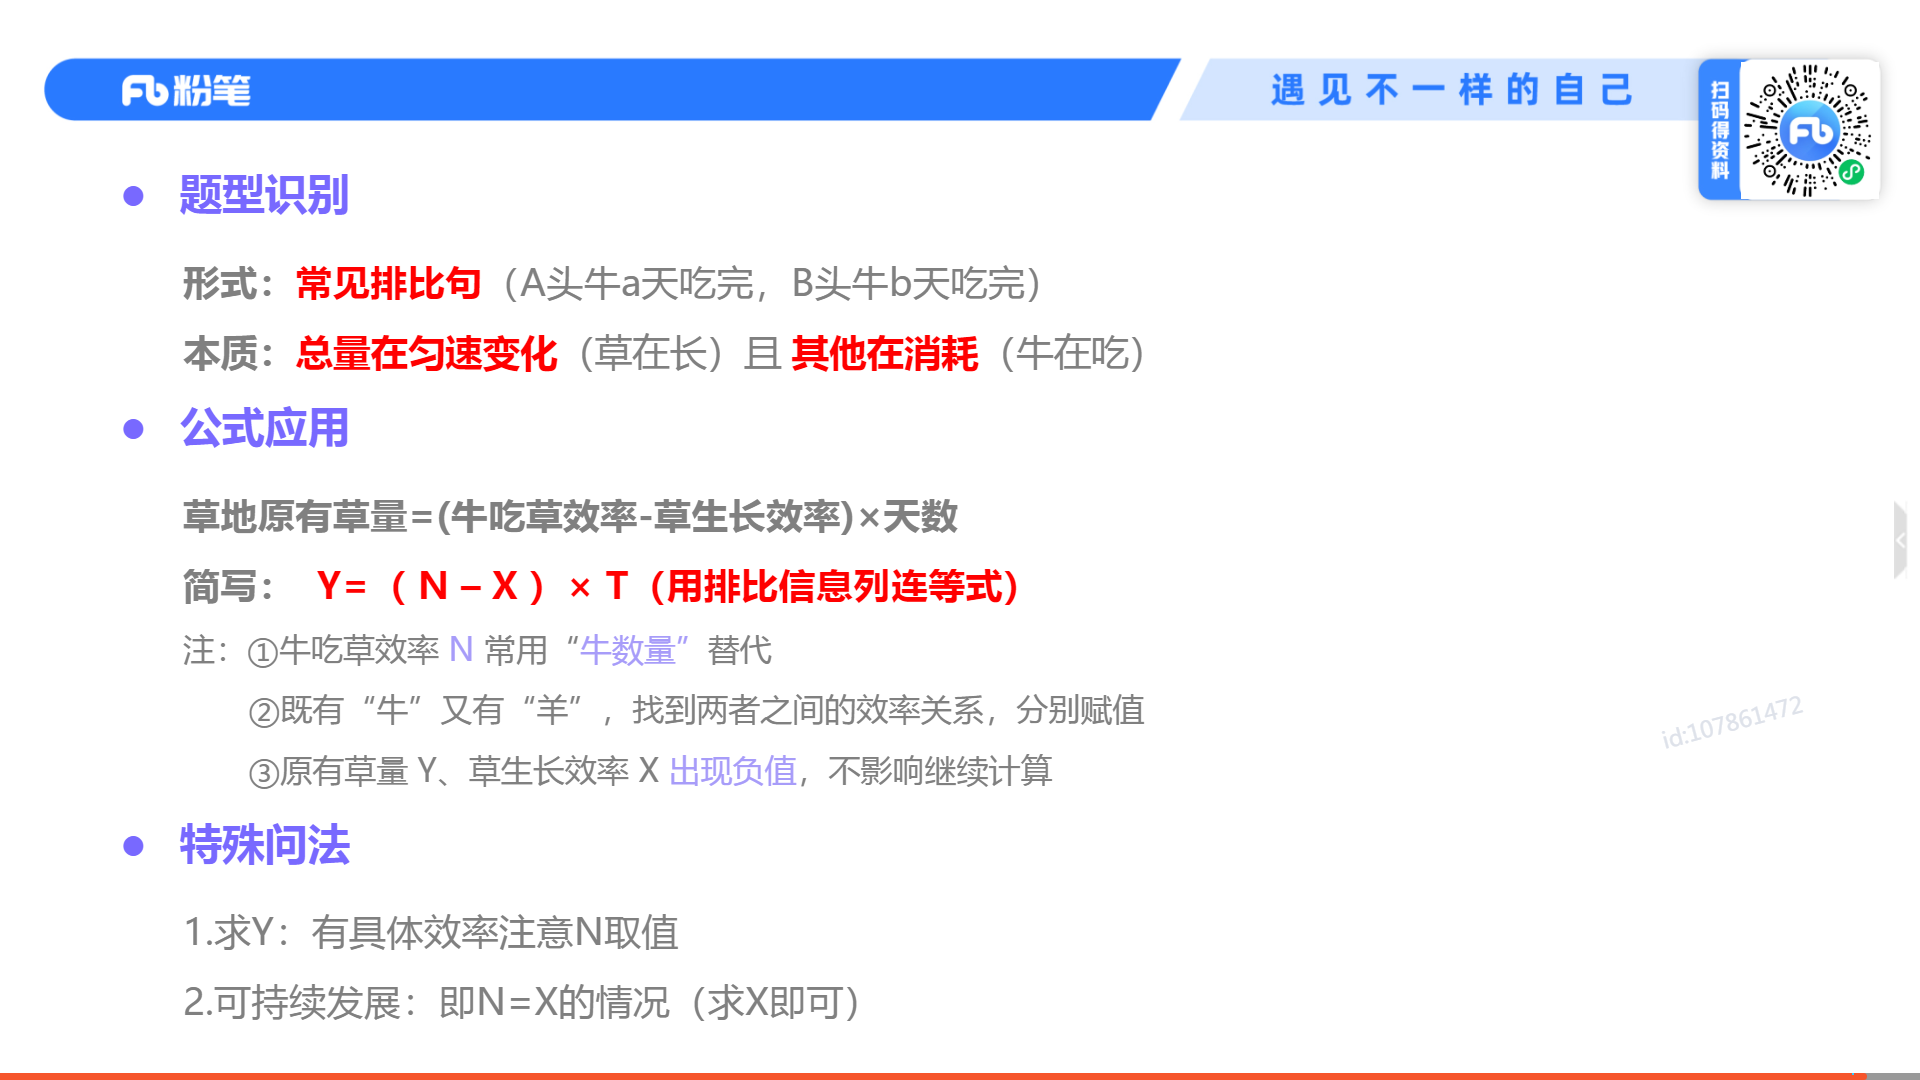 Fb粉笔
遇见不一样的自己
扫码得资料
● 题型识别
形式：常见排比句（A头牛a天吃完，B头牛b天吃完）
本质：总量在匀速变化（草在长）且 其他在消耗（牛在吃）
● 公式应用
草地原有草量=(牛吃草效率-草生长效率)×天数
简写： Y=（ N – X ）× T（用排比信息列连等式）
注：①牛吃草效率 N 常用“牛数量”替代
②既有“牛”又有“羊”，找到两者之间的效率关系，分别赋值
③原有草量 Y、草生长效率 X 出现负值，不影响继续计算
id:107861472
● 特殊问法
1.求Y：有具体效率注意N取值
2.可持续发展：即N=X的情况（求X即可）